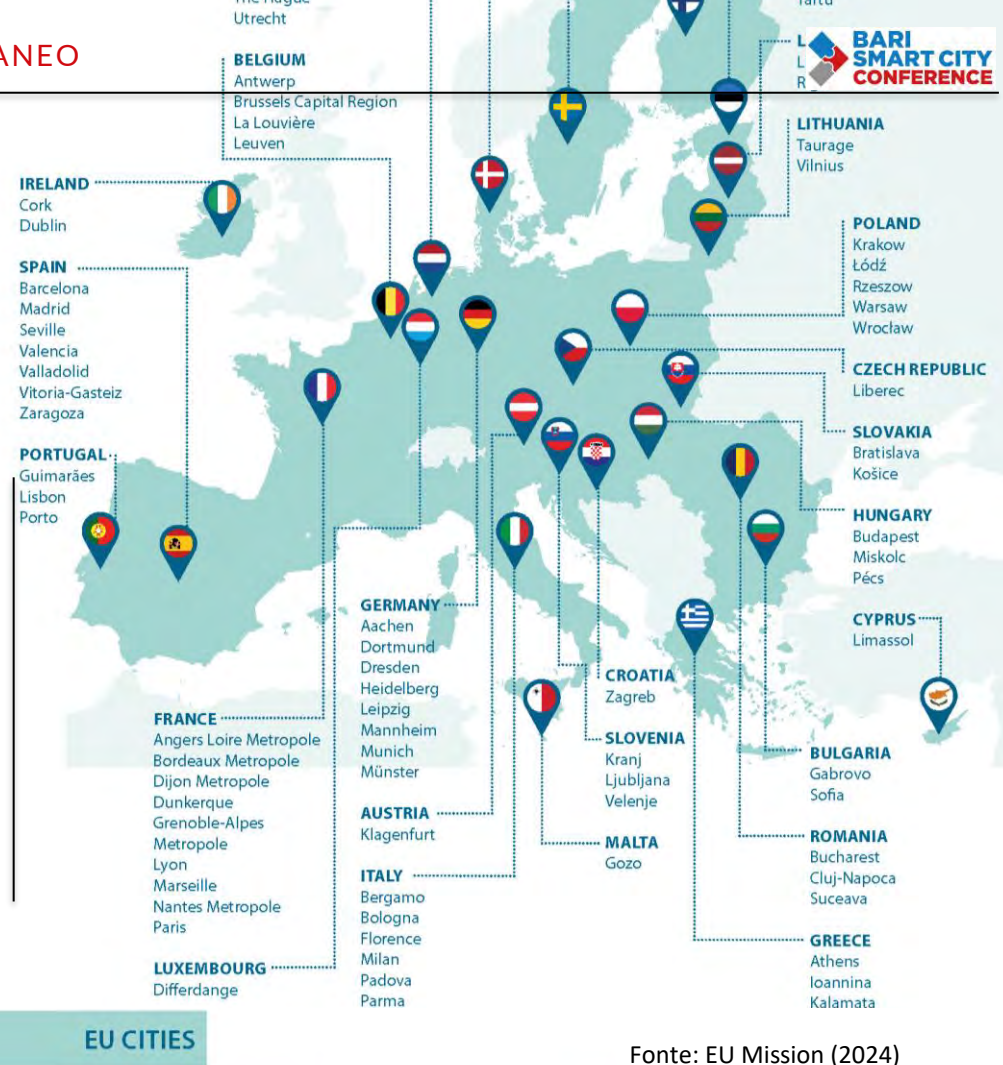 The Hague
Utrecht
Tartu
ANEO
BARI
SMART CITY
CONFERENCE
L
L
R
BELGIUM
Antwerp
Brussels Capital Region
La Louvière
Leuven
LITHUANIA
Taurage
Vilnius
IRELAND
Cork
Dublin
POLAND
Krakow
Łódź
Rzeszow
Warsaw
Wrocław
SPAIN
Barcelona
Madrid
Seville
Valencia
Valladolid
Vitoria-Gasteiz
Zaragoza
CZECH REPUBLIC
Liberec
SLOVAKIA
Bratislava
Košice
PORTUGAL
Guimarães
Lisbon
Porto
HUNGARY
Budapest
Miskolc
Pécs
GERMANY
Aachen
Dortmund
Dresden
Heidelberg
Leipzig
Mannheim
Munich
Münster
CYPRUS
Limassol
CROATIA
Zagreb
FRANCE
Angers Loire Metropole
Bordeaux Metropole
Dijon Metropole
Dunkerque
Grenoble-Alpes
Metropole
Lyon
Marseille
Nantes Metropole
Paris
SLOVENIA
Kranj
Ljubljana
Velenje
BULGARIA
Gabrovo
Sofia
AUSTRIA
Klagenfurt
MALTA
Gozo
ROMANIA
Bucharest
Cluj-Napoca
Suceava
ITALY
Bergamo
Bologna
Florence
Milan
Padova
Parma
GREECE
Athens
Ioannina
Kalamata
LUXEMBOURG
Differdange
EU CITIES
Fonte: EU Mission (2024)